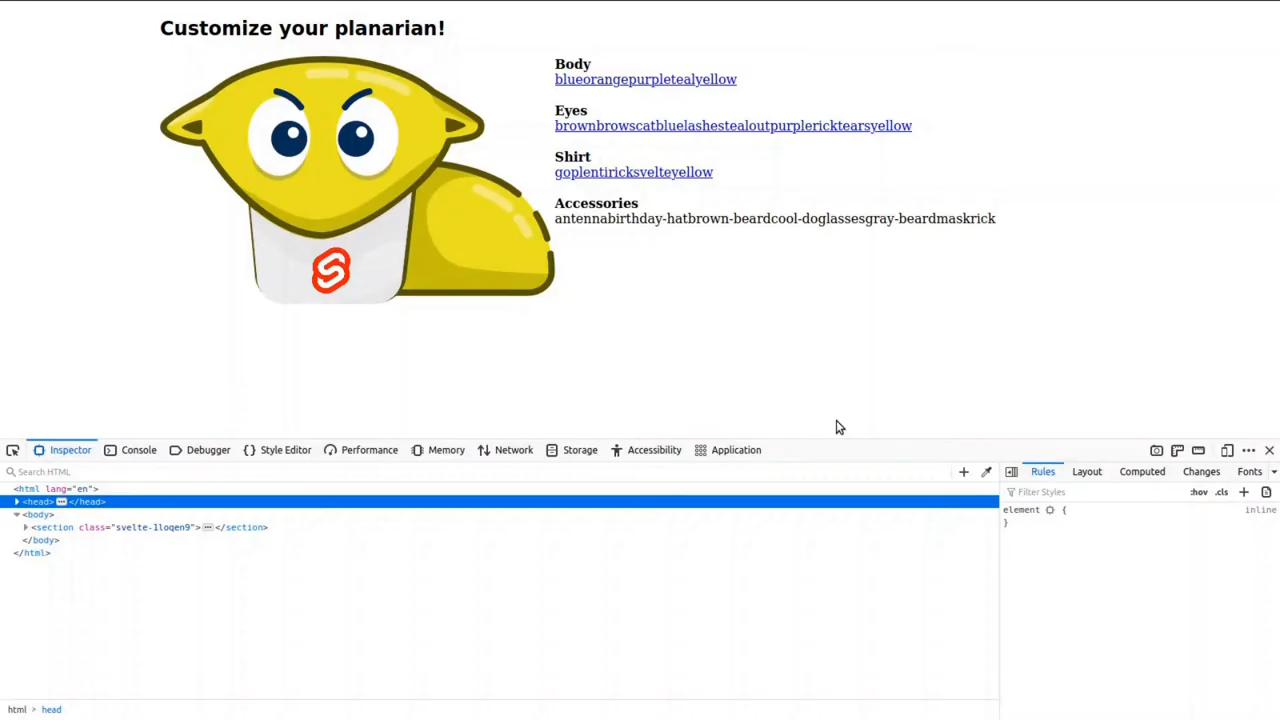 Customize your planarian!
Body
blueorangepurpletealyellow
Eyes
brownbrowscatbluelashestealoutpurplericktearsyellow
Shirt
goplentiricksvelteyellow
Accessories
antennabirthday-hatbrown-beardcool-doglassesgray-beardmaskrick
Inspector Console Debugger {} Style Editor Performance Memory Network Storage Accessibility Application
Search HTML
Rules Layout Computed Changes Fonts
Filter Styles :hov .cls
<html lang="en">
<head> ... </head>
<body>
<section class="svelte-1loqen9"> ... </section>
</body>
</html>
element { inline
}
html > head